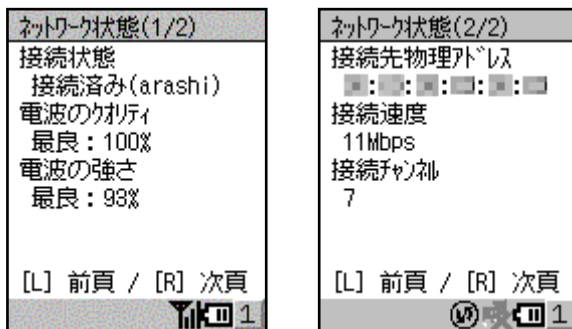 ﾈｯﾄﾜｰｸ状態(1/2)
接続状態
接続済み(arashi)
電波のｸｵﾘﾃｨ
最良：100%
電波の強さ
最良：93%
[L] 前頁 / [R] 次頁
1
ﾈｯﾄﾜｰｸ状態(2/2)
接続先物理ｱﾄﾞﾚｽ
接続速度
11Mbps
接続ﾁｬﾝﾈﾙ
7
[L] 前頁 / [R] 次頁
1